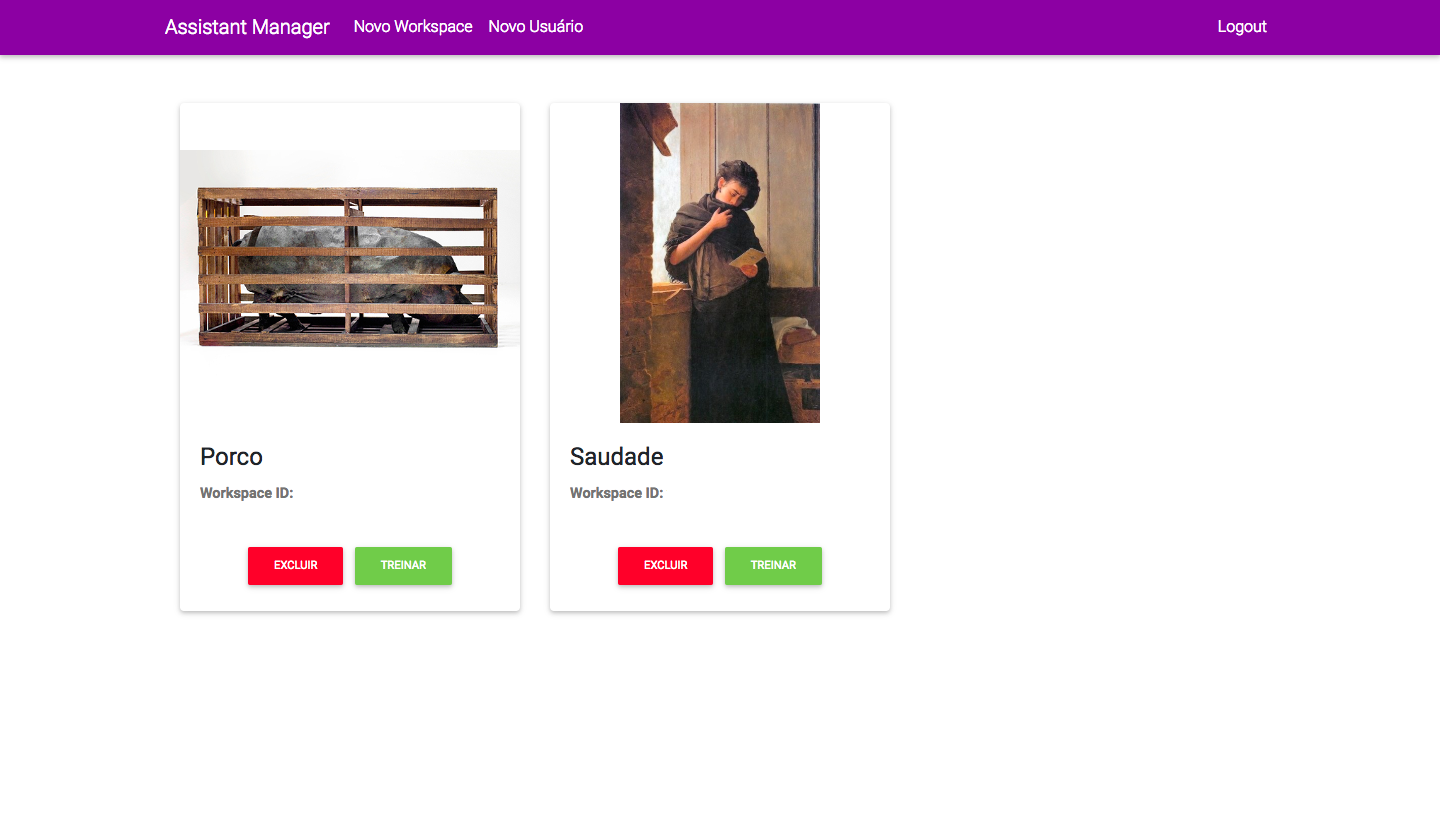 Assistant Manager Novo Workspace Novo Usuário Logout
Porco
Workspace ID:
EXCLUIR TREINAR
Saudade
Workspace ID:
EXCLUIR TREINAR